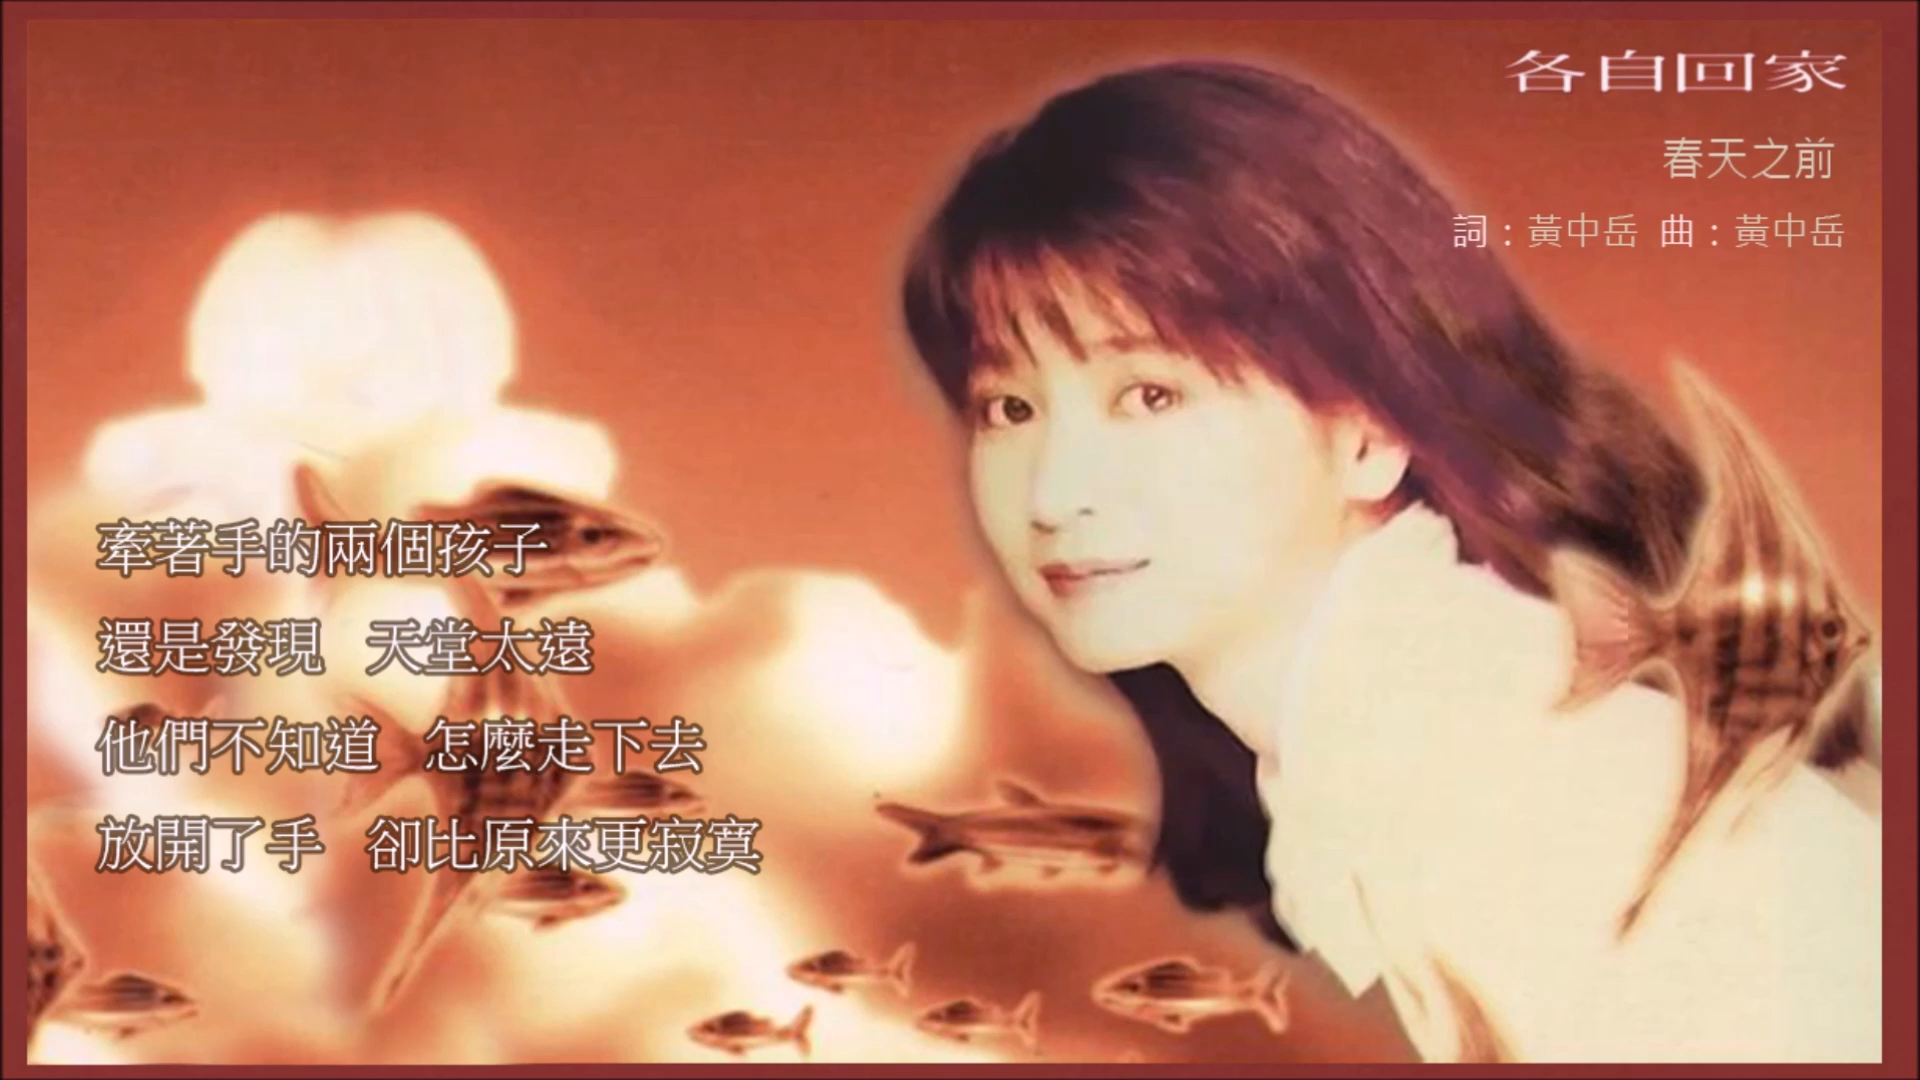 各自回家
春天之前
詞：黃中岳 曲：黃中岳
牽著手的兩個孩子
還是發現 天堂太遠
他們不知道 怎麼走下去
放開了手 卻比原來更寂寞